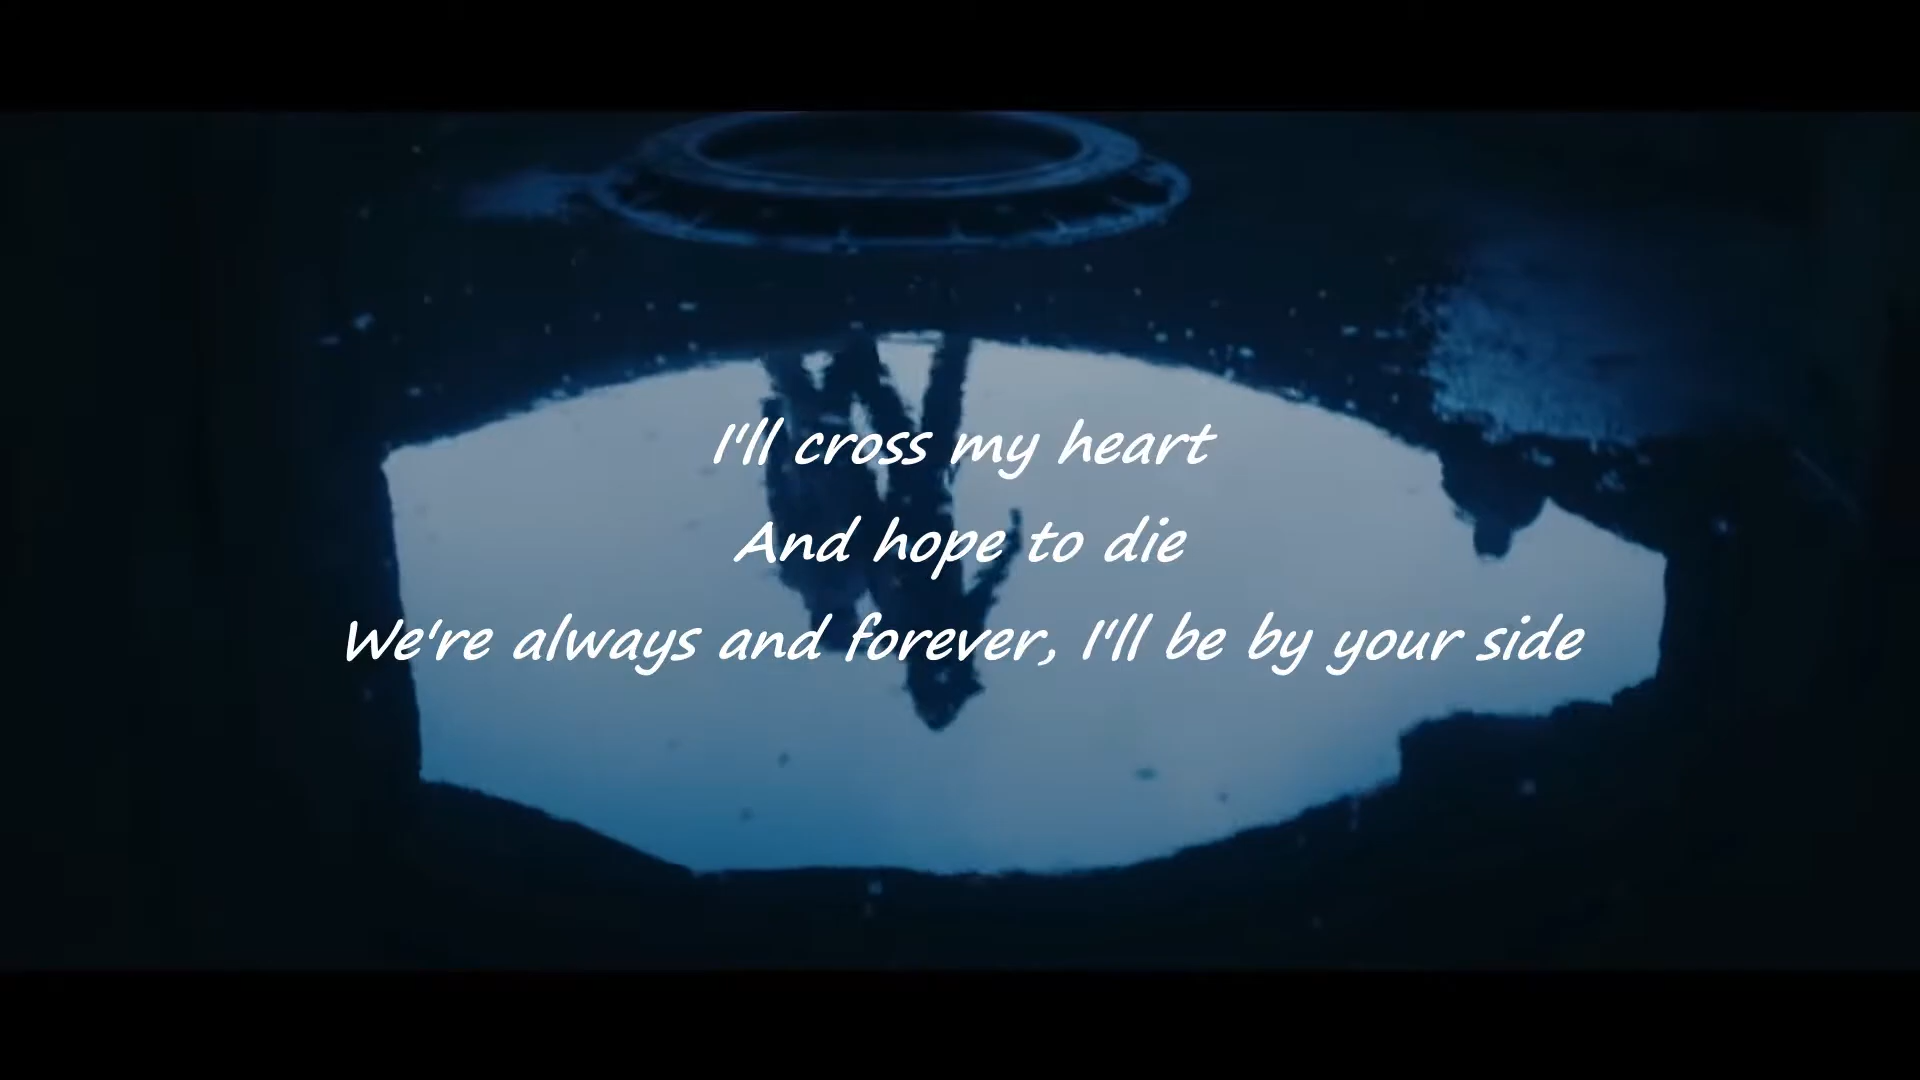 I'll cross my heart
And hope to die
We're always and forever, I'll be by your side